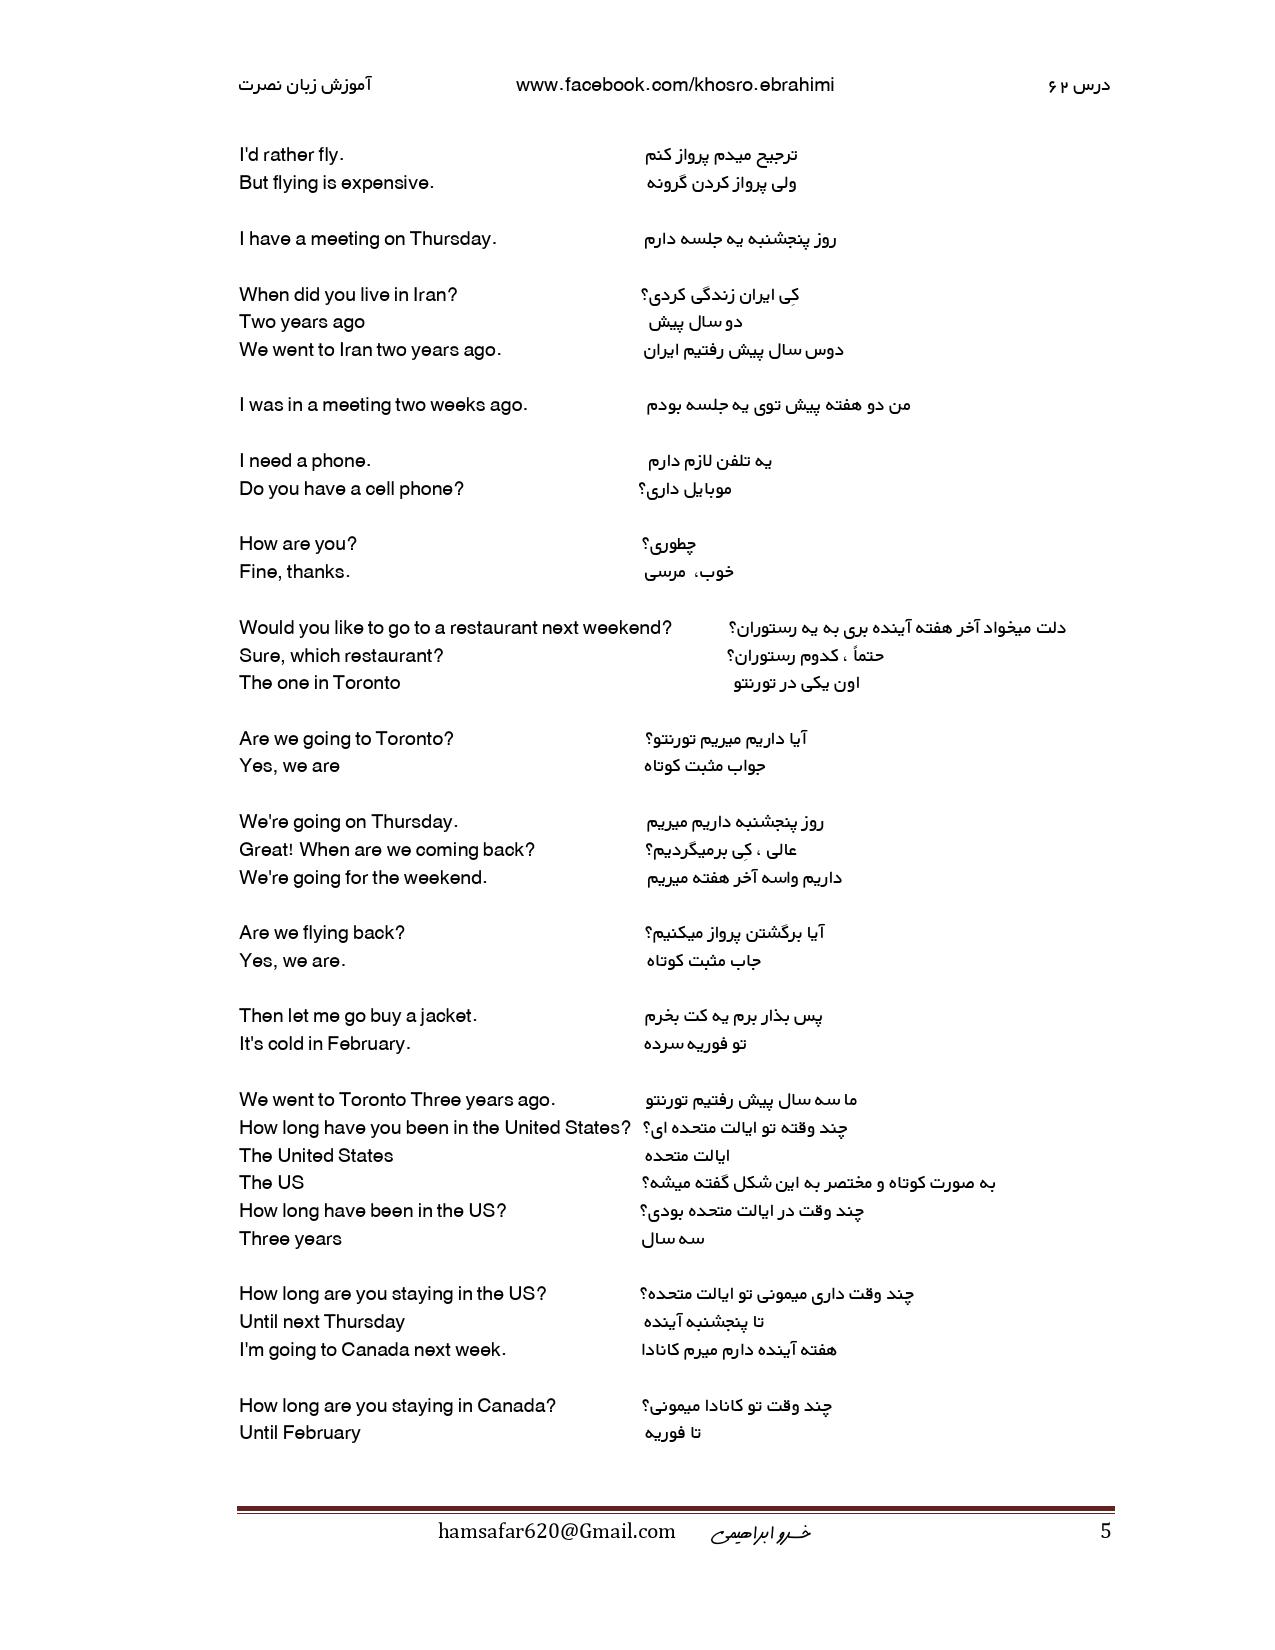 آموزش زبان نصرت www.facebook.com/khosro.ebrahimi درس ۶۲
I'd rather fly. ترجیح میدم پرواز کنم
But flying is expensive. ولی پرواز کردن گرونه
I have a meeting on Thursday. روز پنجشنبه یه جلسه دارم
When did you live in Iran? کِی ایران زندگی کردی؟
Two years ago دو سال پیش
We went to Iran two years ago. دوس سال پیش رفتیم ایران
I was in a meeting two weeks ago. من دو هفته پیش توی یه جلسه بودم
I need a phone. یه تلفن لازم دارم
Do you have a cell phone? موبایل داری؟
How are you? چطوری؟
Fine, thanks. خوب، مرسی
Would you like to go to a restaurant next weekend? دلت میخواد آخر هفته آینده بری به یه رستوران؟
Sure, which restaurant? حتماً ، کدوم رستوران؟
The one in Toronto اون یکی در تورنتو
Are we going to Toronto? آیا داریم میریم تورنتو؟
Yes, we are جواب مثبت کوتاه
We're going on Thursday. روز پنجشنبه داریم میریم
Great! When are we coming back? عالی ، کِی برمیگردیم؟
We're going for the weekend. داریم واسه آخر هفته میریم
Are we flying back? آیا برگشتن پرواز میکنیم؟
Yes, we are. جاب مثبت کوتاه
Then let me go buy a jacket. پس بذار برم یه کت بخرم
It's cold in February. تو فوریه سرده
We went to Toronto Three years ago. ما سه سال پیش رفتیم تورنتو
How long have you been in the United States? چند وقته تو ایالت متحده ای؟
The United States ایالت متحده
The US به صورت کوتاه و مختصر به این شکل گفته میشه؟
How long have been in the US? چند وقت در ایالت متحده بودی؟
Three years سه سال
How long are you staying in the US? چند وقت داری میمونی تو ایالت متحده؟
Until next Thursday تا پنجشنبه آینده
I'm going to Canada next week. هفته آینده دارم میرم کانادا
How long are you staying in Canada? چند وقت تو کانادا میمونی؟
Until February تا فوریه
hamsafar620@Gmail.com خسرو ابراهیمی 5